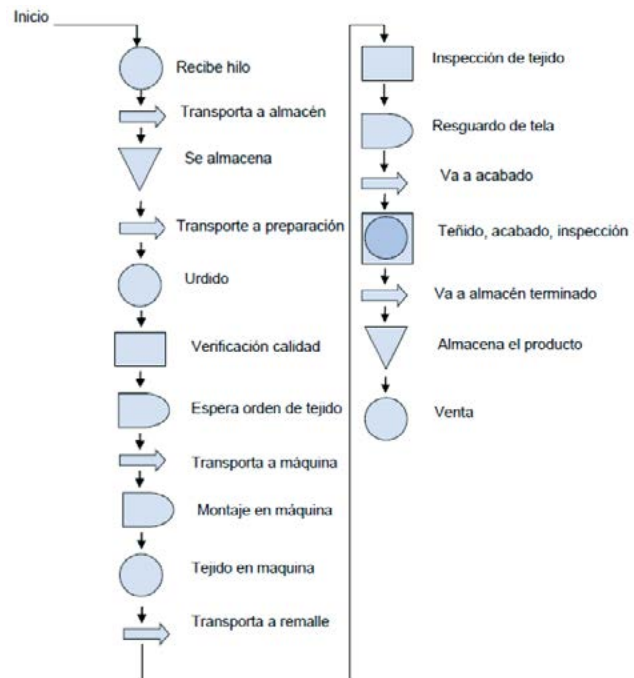 Inicio
Recibe hilo
Transporta a almacén
Se almacena
Transporte a preparación
Urdido
Verificación calidad
Espera orden de tejido
Transporta a máquina
Montaje en máquina
Tejido en maquina
Transporta a remalle
Inspección de tejido
Resguardo de tela
Va a acabado
Teñido, acabado, inspección
Va a almacén terminado
Almacena el producto
Venta